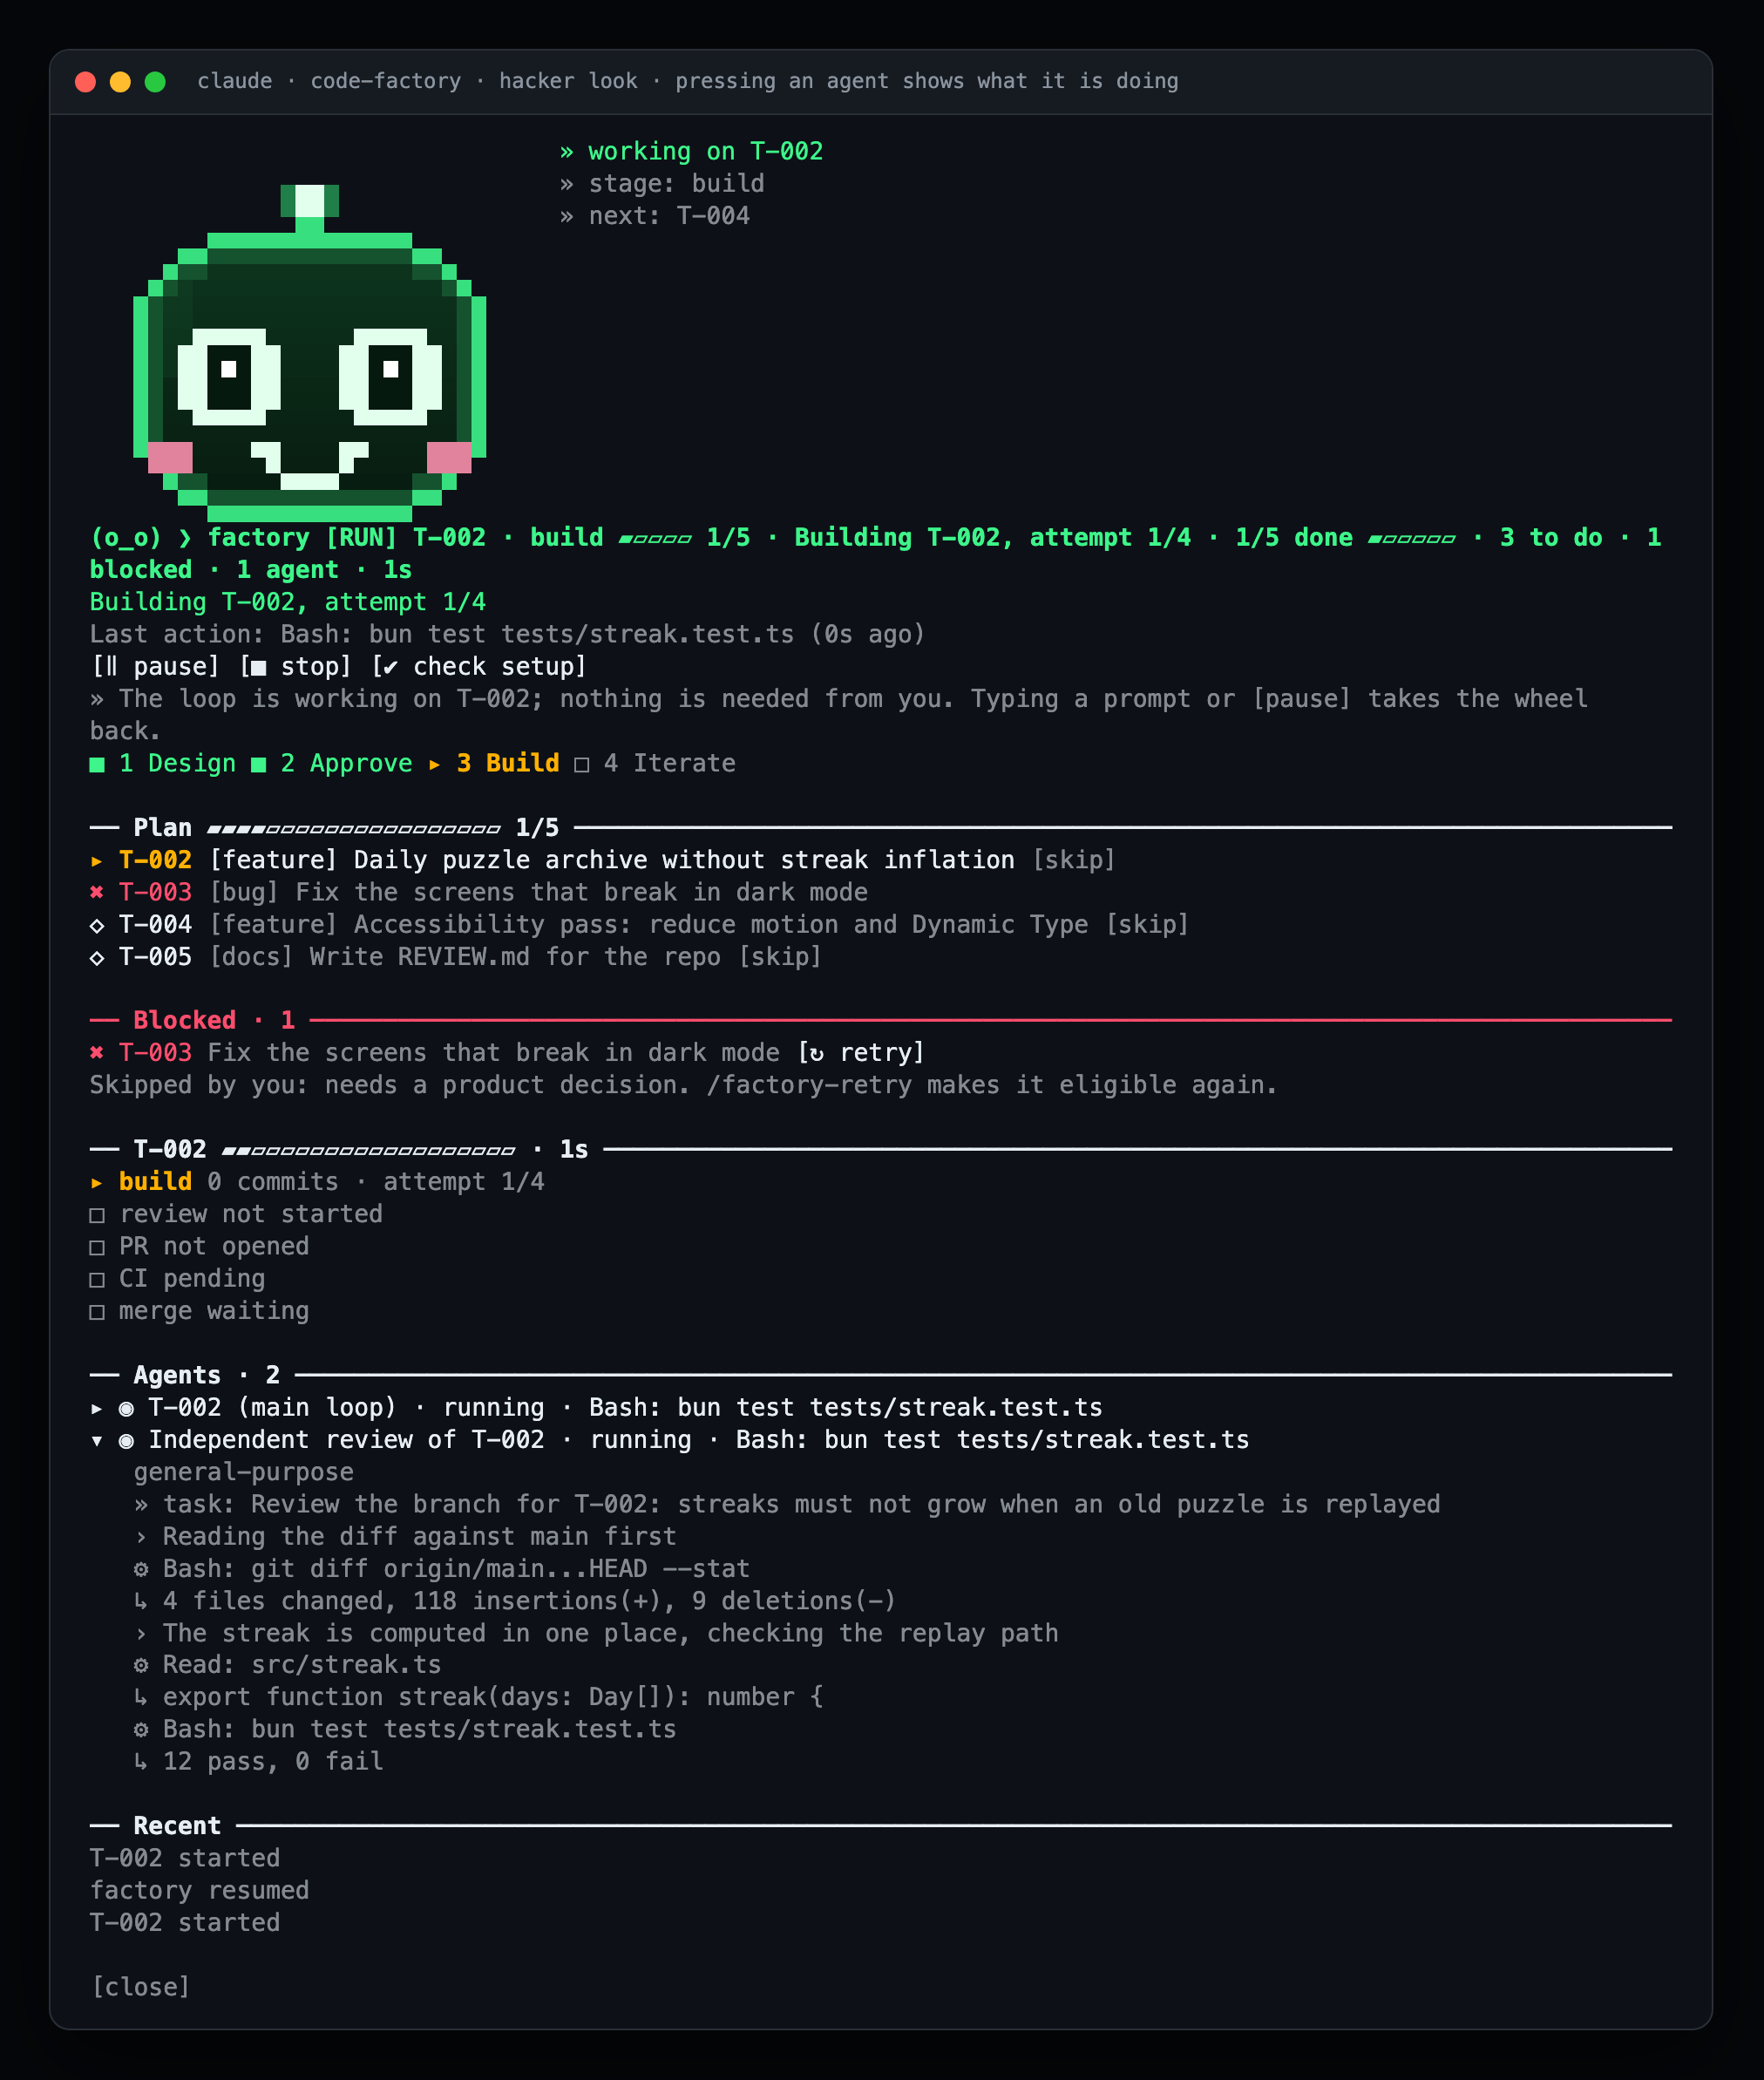 claude · code-factory · hacker look · pressing an agent shows what it is doing
» working on T-002
» stage: build
» next: T-004
(o_o) ❯ factory [RUN] T-002 · build ▰▱▱▱▱ 1/5 · Building T-002, attempt 1/4 · 1/5 done ▰▱▱▱▱▱ · 3 to do · 1
blocked · 1 agent · 1s
Building T-002, attempt 1/4
Last action: Bash: bun test tests/streak.test.ts (0s ago)
[‖ pause] [■ stop] [✔ check setup]
» The loop is working on T-002; nothing is needed from you. Typing a prompt or [pause] takes the wheel
back.
■ 1 Design ■ 2 Approve ▸ 3 Build □ 4 Iterate
── Plan ▰▰▰▰▱▱▱▱▱▱▱▱▱▱▱▱▱▱▱▱ 1/5
▸ T-002 [feature] Daily puzzle archive without streak inflation [skip]
✖ T-003 [bug] Fix the screens that break in dark mode
◇ T-004 [feature] Accessibility pass: reduce motion and Dynamic Type [skip]
◇ T-005 [docs] Write REVIEW.md for the repo [skip]
── Blocked · 1
✖ T-003 Fix the screens that break in dark mode [↻ retry]
Skipped by you: needs a product decision. /factory-retry makes it eligible again.
── T-002 ▰▰▱▱▱▱▱▱▱▱▱▱▱▱▱▱▱▱▱▱ · 1s
▸ build 0 commits · attempt 1/4
□ review not started
□ PR not opened
□ CI pending
□ merge waiting
── Agents · 2
▸ ◉ T-002 (main loop) · running · Bash: bun test tests/streak.test.ts
▾ ◉ Independent review of T-002 · running · Bash: bun test tests/streak.test.ts
general-purpose
» task: Review the branch for T-002: streaks must not grow when an old puzzle is replayed
› Reading the diff against main first
⚙ Bash: git diff origin/main...HEAD --stat
↳ 4 files changed, 118 insertions(+), 9 deletions(-)
› The streak is computed in one place, checking the replay path
⚙ Read: src/streak.ts
↳ export function streak(days: Day[]): number {
⚙ Bash: bun test tests/streak.test.ts
↳ 12 pass, 0 fail
── Recent
T-002 started
factory resumed
T-002 started
[close]